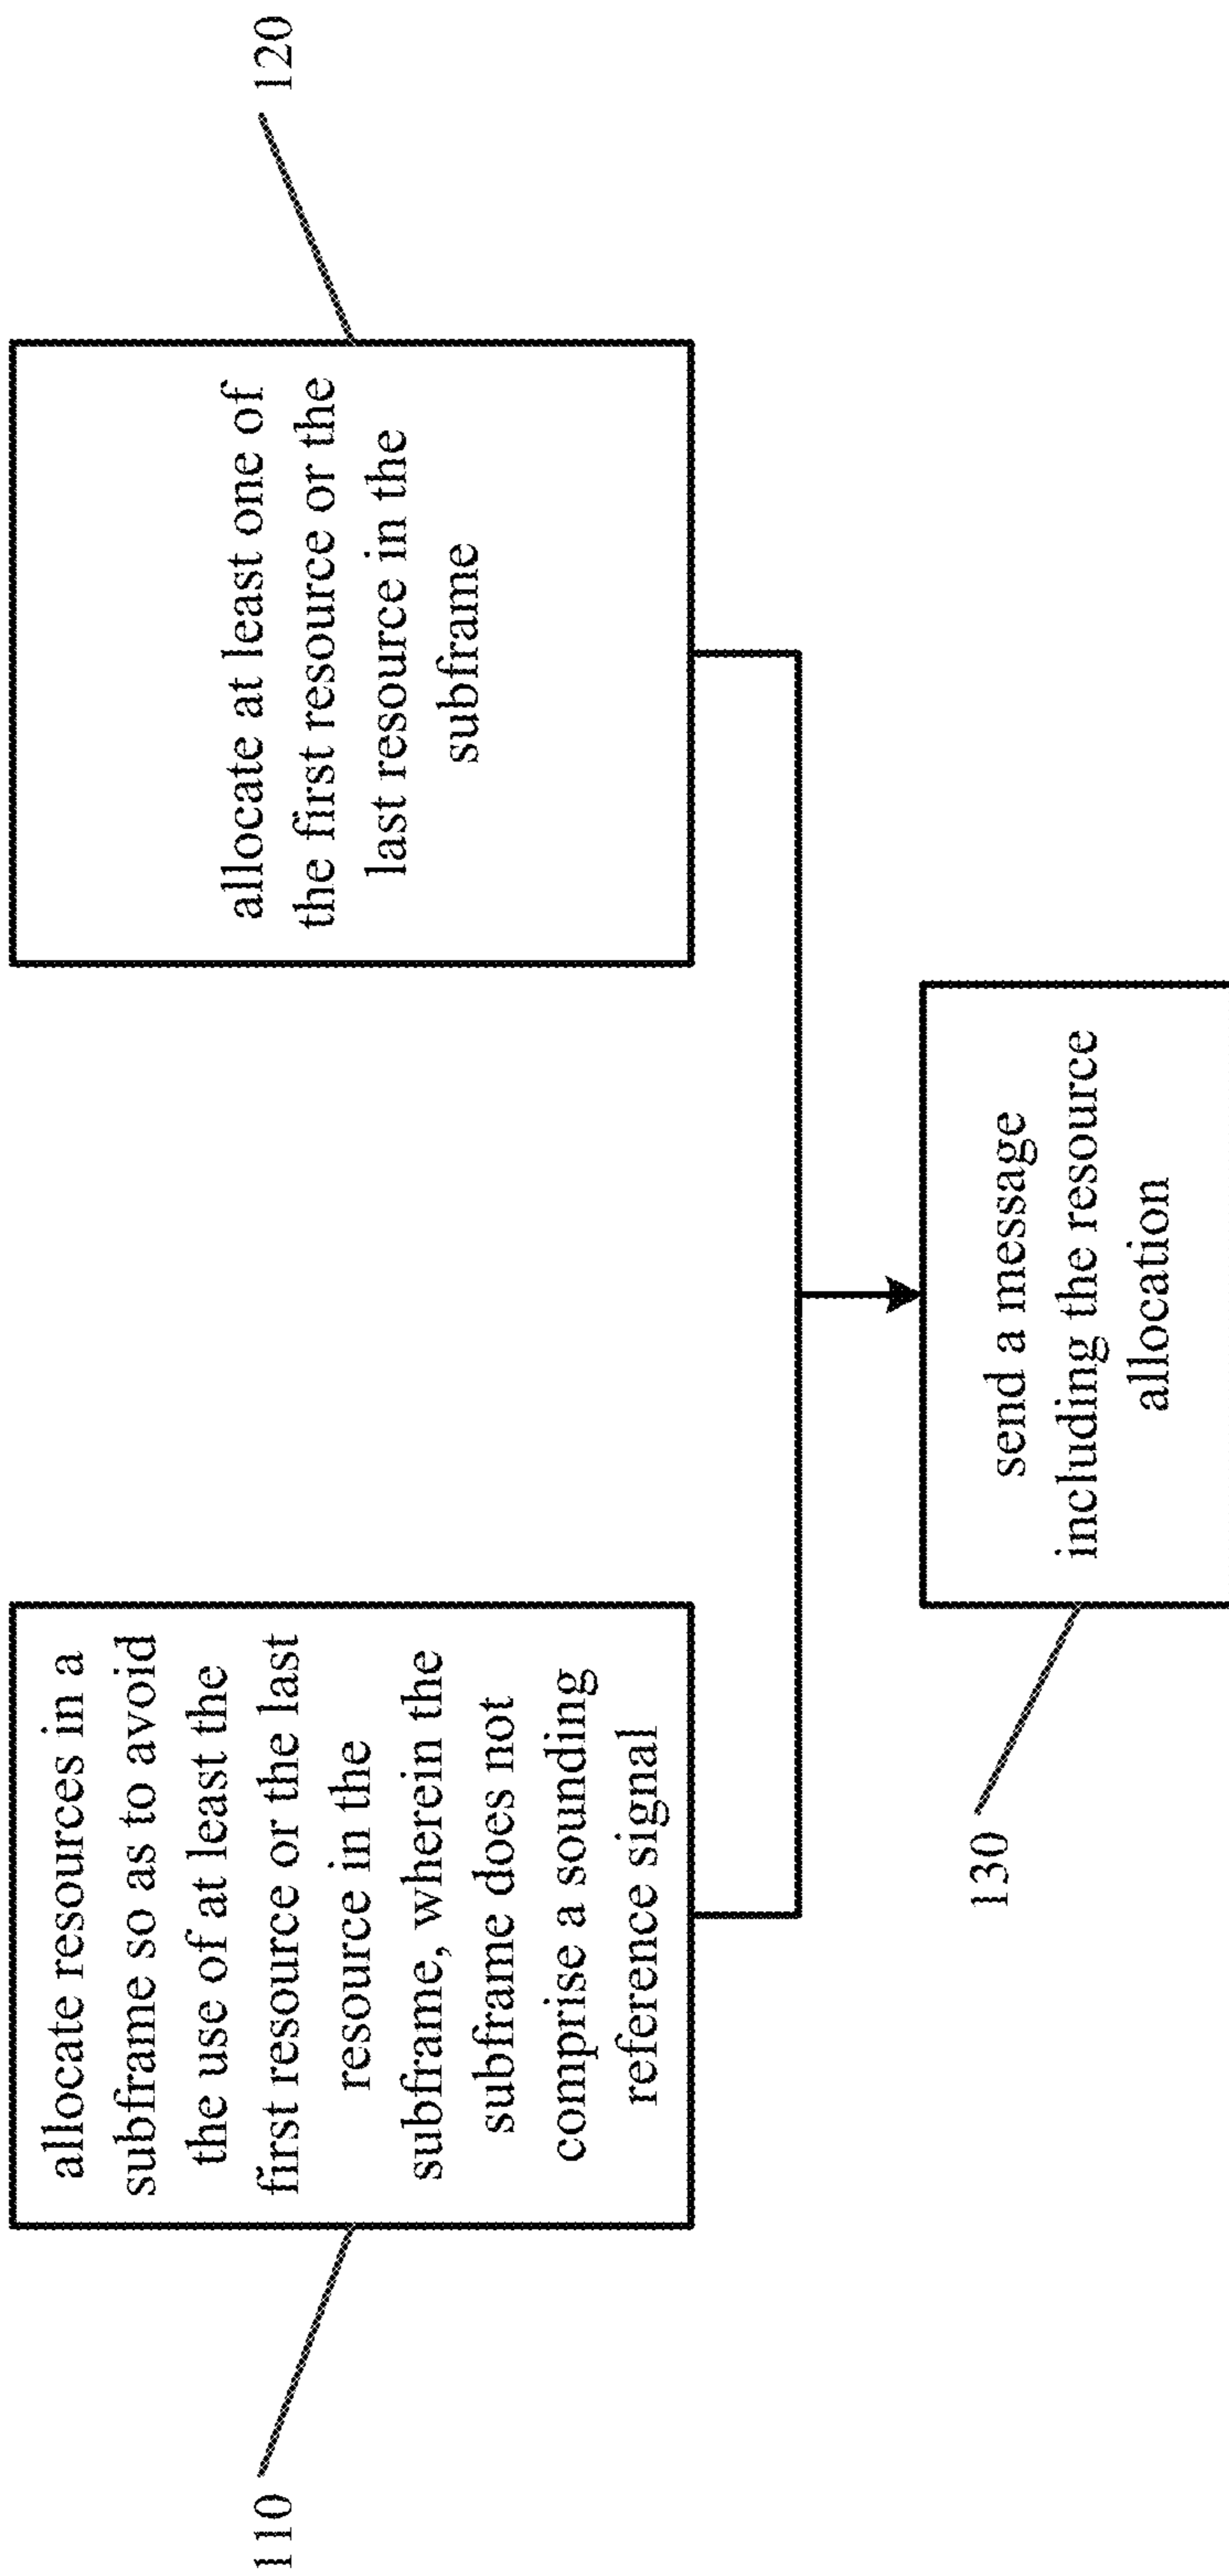 110
allocate resources in a
subframe so as to avoid
the use of at least the
first resource or the last
resource in the
subframe, wherein the
subframe does not
comprise a sounding
reference signal
allocate at least one of
the first resource or the
last resource in the
subframe
120
130
send a message
including the resource
allocation